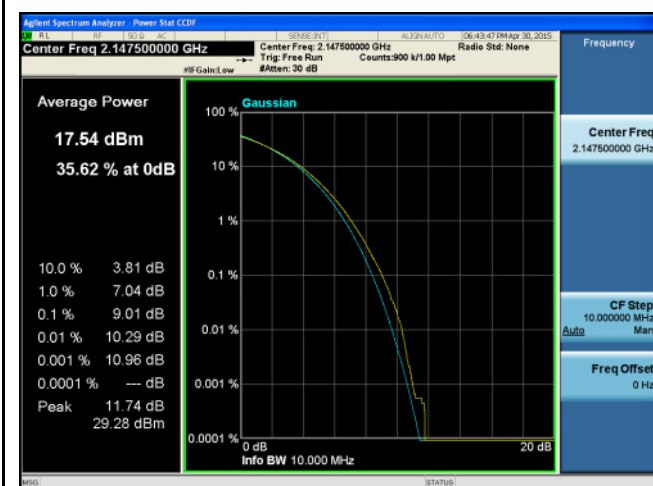 Agilent Spectrum Analyzer - Power Stat CCDF
RL RF 50 Ω AC SENSE:INT ALIGNAUTO 06:43:47 PM Apr 30, 2015
Center Freq 2.147500000 GHz
Center Freq: 2.147500000 GHz Radio Std: None
Trig: Free Run Counts:900 k/1.00 Mpt
#IFGain:Low #Atten: 30 dB
Frequency
Average Power
17.54 dBm
35.62 % at 0dB
10.0 % 3.81 dB
1.0 % 7.04 dB
0.1 % 9.01 dB
0.01 % 10.29 dB
0.001 % 10.96 dB
0.0001 % --- dB
Peak 11.74 dB
29.28 dBm
Gaussian
100 %
10 %
1 %
0.1 %
0.01 %
0.001 %
0.0001 %
0 dB 20 dB
Info BW 10.000 MHz
Center Freq
2.147500000 GHz
CF Step
10.000000 MHz
Auto Man
Freq Offset
0 Hz
MSG STATUS